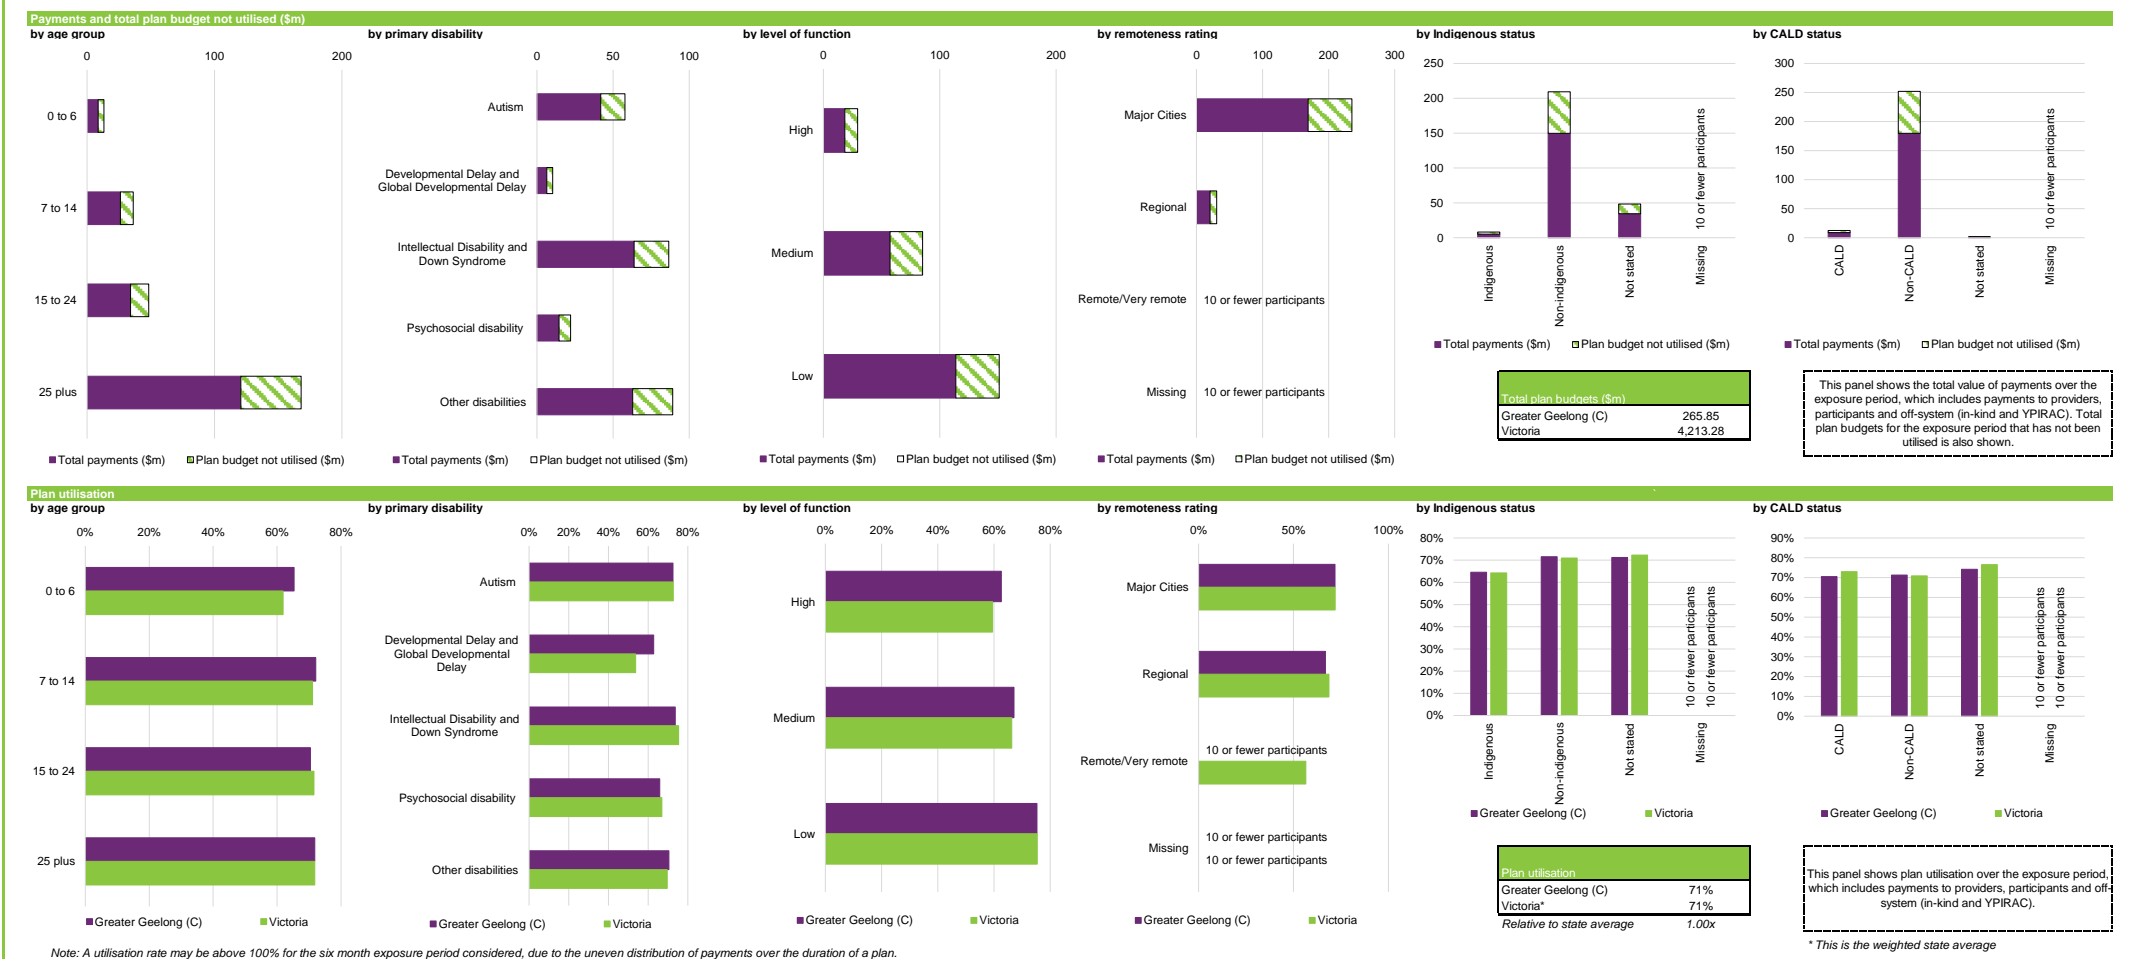 Payments and total plan budget not utilised ($m)
by age group
0 100 200
0 to 6
7 to 14
15 to 24
25 plus
Total payments ($m) Plan budget not utilised ($m)
by primary disability
0 50 100
Autism
Developmental Delay and
Global Developmental Delay
Intellectual Disability and
Down Syndrome
Psychosocial disability
Other disabilities
Total payments ($m) Plan budget not utilised ($m)
by level of function
0 100 200
High
Medium
Low
Total payments ($m) Plan budget not utilised ($m)
by remoteness rating
0 100 200 300
Major Cities
Regional
Remote/Very remote 10 or fewer participants
Missing 10 or fewer participants
Total payments ($m) Plan budget not utilised ($m)
by Indigenous status
250
200
150
100
50
0
10 or fewer participants
Indigenous
Non-indigenous
Not stated
Missing
Total payments ($m) Plan budget not utilised ($m)
Total plan budgets ($m)
Greater Geelong (C) 265.85
Victoria 4,213.28
by CALD status
300
250
200
150
100
50
0
10 or fewer participants
CALD
Non-CALD
Not stated
Missing
Total payments ($m) Plan budget not utilised ($m)
This panel shows the total value of payments over the
exposure period, which includes payments to providers,
participants and off-system (in-kind and YPIRAC). Total
plan budgets for the exposure period that has not been
utilised is also shown.
Plan utilisation
by age group
0% 20% 40% 60% 80%
0 to 6
7 to 14
15 to 24
25 plus
Greater Geelong (C) Victoria
by primary disability
0% 20% 40% 60% 80%
Autism
Developmental Delay and
Global Developmental
Delay
Intellectual Disability and
Down Syndrome
Psychosocial disability
Other disabilities
Greater Geelong (C) Victoria
by level of function
0% 20% 40% 60% 80%
High
Medium
Low
Greater Geelong (C) Victoria
by remoteness rating
0% 50% 100%
Major Cities
Regional
10 or fewer participants
Remote/Very remote
10 or fewer participants
Missing
10 or fewer participants
Greater Geelong (C) Victoria
by Indigenous status
80%
70%
60%
50%
40%
30%
20%
10%
0%
10 or fewer participants
10 or fewer participants
Indigenous
Non-indigenous
Not stated
Missing
Greater Geelong (C) Victoria
Plan utilisation
Greater Geelong (C) 71%
Victoria* 71%
Relative to state average 1.00x
by CALD status
90%
80%
70%
60%
50%
40%
30%
20%
10%
0%
10 or fewer participants
10 or fewer participants
CALD
Non-CALD
Not stated
Missing
Greater Geelong (C) Victoria
This panel shows plan utilisation over the exposure period,
which includes payments to providers, participants and off-
system (in-kind and YPIRAC).
* This is the weighted state average
Note: A utilisation rate may be above 100% for the six month exposure period considered, due to the uneven distribution of payments over the duration of a plan.